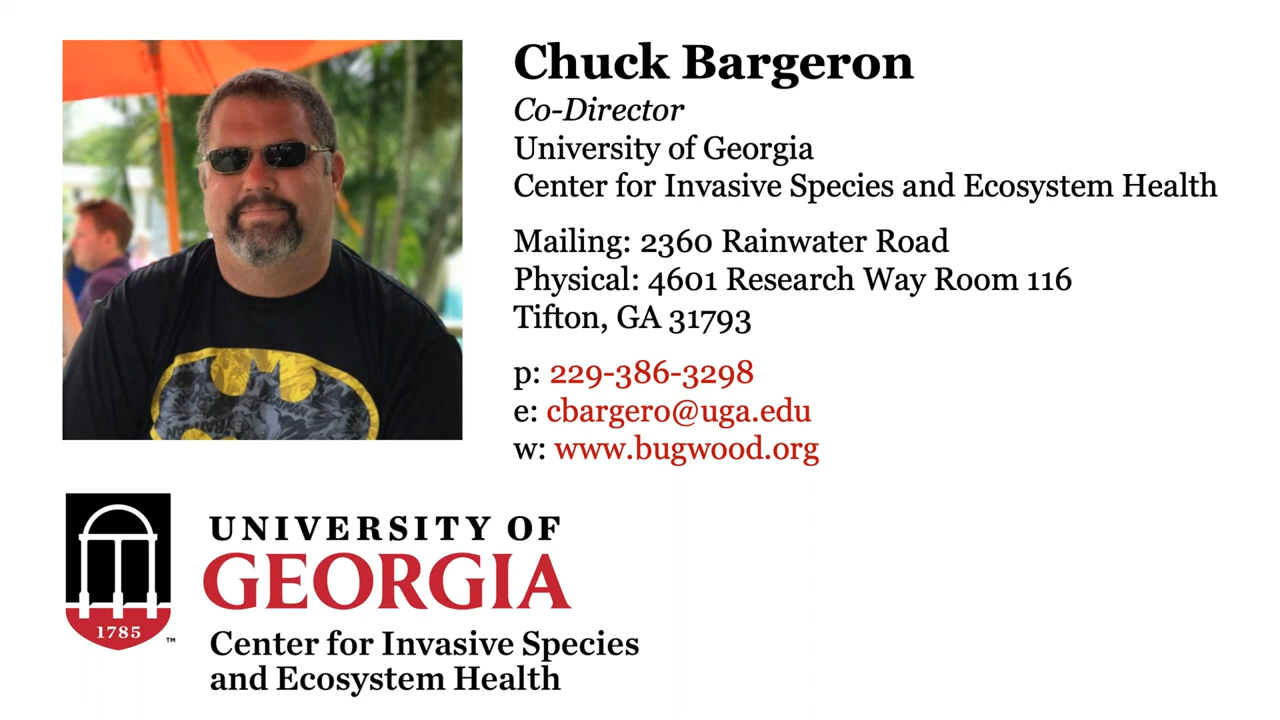 Chuck Bargeron
Co-Director
University of Georgia
Center for Invasive Species and Ecosystem Health
Mailing: 2360 Rainwater Road
Physical: 4601 Research Way Room 116
Tifton, GA 31793
p: 229-386-3298
e: cbargero@uga.edu
w: www.bugwood.org
1785
™
UNIVERSITY OF
GEORGIA
Center for Invasive Species
and Ecosystem Health